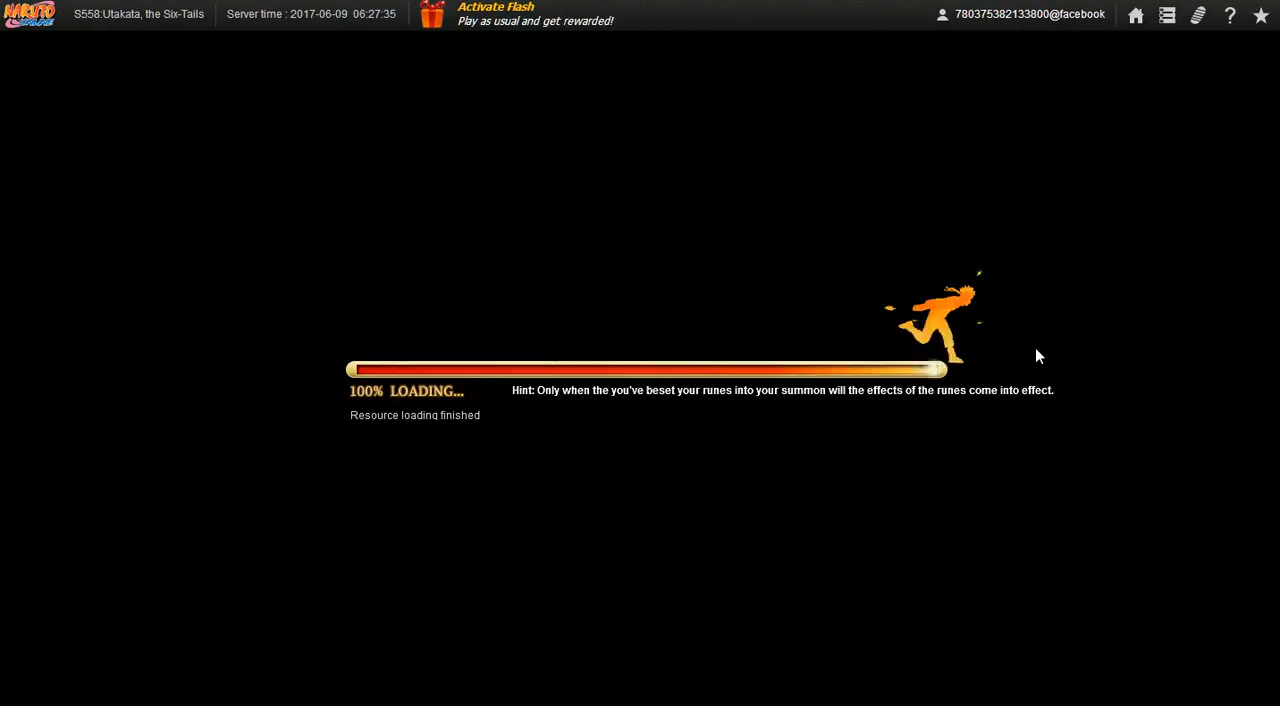 NARUTO ONLINE
S558:Utakata, the Six-Tails
Server time : 2017-06-09 06:27:35
Activate Flash
Play as usual and get rewarded!
780375382133800@facebook
?
100% LOADING...
Hint: Only when the you've beset your runes into your summon will the effects of the runes come into effect.
Resource loading finished